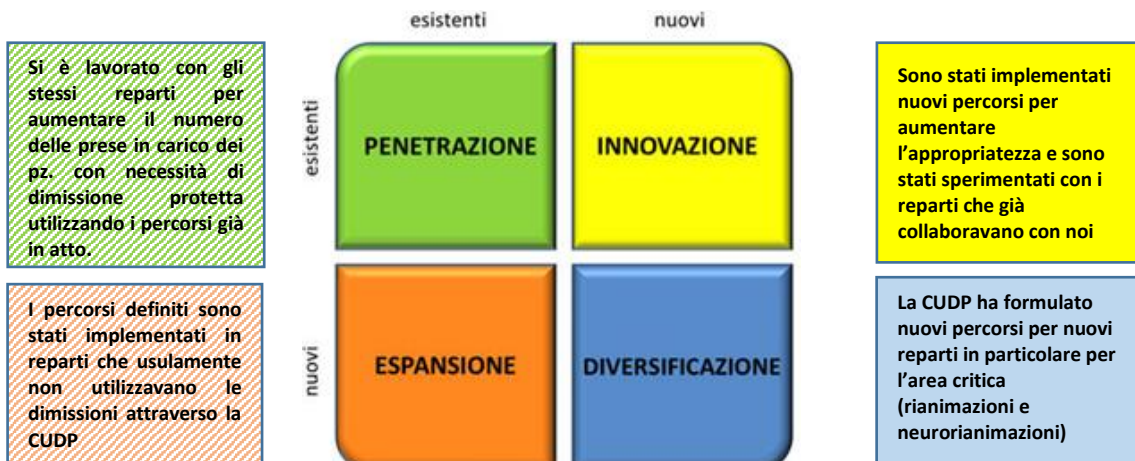 esistenti
nuovi
Si è lavorato con gli
stessi reparti per
aumentare il numero
delle prese in carico dei
pz. con necessità di
dimissione protetta
utilizzando i percorsi già
in atto.
esistenti
PENETRAZIONE
INNOVAZIONE
Sono stati implementati
nuovi percorsi per
aumentare
l’appropriatezza e sono
stati sperimentati con i
reparti che già
collaboravano con noi
I percorsi definiti sono
stati implementati in
reparti che usulamente
non utilizzavano le
dimissioni attraverso la
CUDP
nuovi
ESPANSIONE
DIVERSIFICAZIONE
La CUDP ha formulato
nuovi percorsi per nuovi
reparti in particolare per
l’area critica
(rianimazioni e
neurorianimazioni)